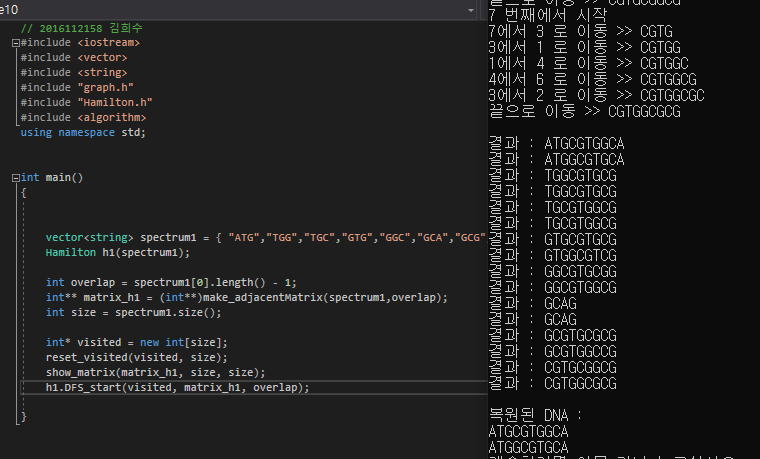 e10
// 2016112158 김희수
#include <iostream>
#include <vector>
#include <string>
#include "graph.h"
#include "Hamilton.h"
#include <algorithm>
using namespace std;
int main()
{
vector<string> spectrum1 = { "ATG","TGG","TGC","GTG","GGC","GCA","GCG"
Hamilton h1(spectrum1);
int overlap = spectrum1[0].length() - 1;
int** matrix_h1 = (int**)make_adjacentMatrix(spectrum1,overlap);
int size = spectrum1.size();
int* visited = new int[size];
reset_visited(visited, size);
show_matrix(matrix_h1, size, size);
h1.DFS_start(visited, matrix_h1, overlap);
}
7 번째에서 시작
7에서 3 로 이동 >> CGTG
3에서 1 로 이동 >> CGTGG
1에서 4 로 이동 >> CGTGGC
4에서 6 로 이동 >> CGTGGCG
3에서 2 로 이동 >> CGTGGCGC
끝으로 이동 >> CGTGGCGCG
결과 : ATGCGTGGCA
결과 : ATGGCGTGCA
결과 : TGGCGTGCG
결과 : TGGCGTGCG
결과 : TGCGTGGCG
결과 : TGCGTGGCG
결과 : GTGCGTGCG
결과 : GTGGCGTCG
결과 : GGCGTGCGG
결과 : GGCGTGGCG
결과 : GCAG
결과 : GCAG
결과 : GCGTGCGCG
결과 : GCGTGGCCG
결과 : CGTGCGGCG
결과 : CGTGGCGCG
복원된 DNA :
ATGCGTGGCA
ATGGCGTGCA